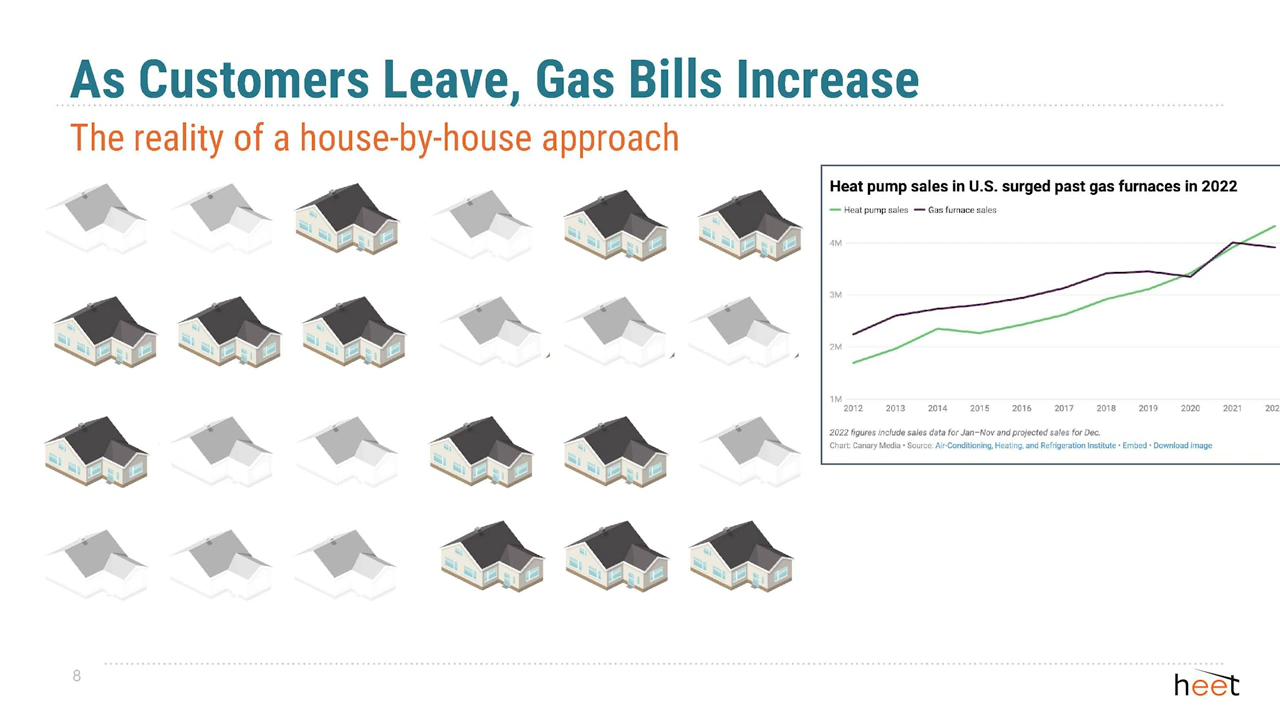 As Customers Leave, Gas Bills Increase
The reality of a house-by-house approach
Heat pump sales in U.S. surged past gas furnaces in 2022
Heat pump sales Gas furnace sales
4M
3M
2M
1M
2012 2013 2014 2015 2016 2017 2018 2019 2020 2021 202
2022 figures include sales data for Jan–Nov and projected sales for Dec.
Chart: Canary Media • Source: Air-Conditioning, Heating, and Refrigeration Institute • Embed • Download image
8
heet